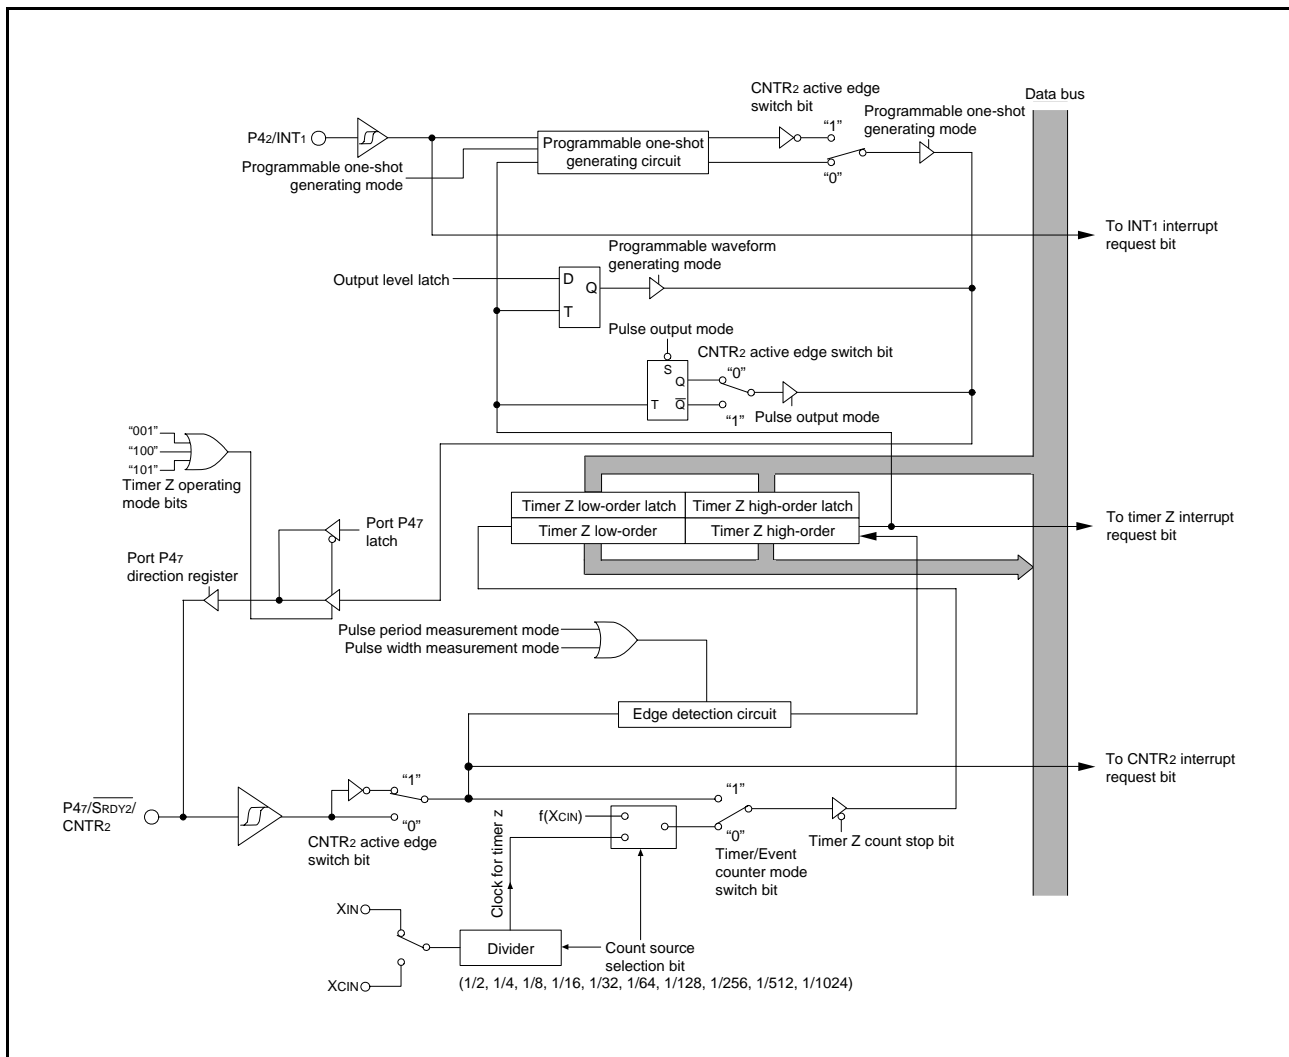 CNTR2 active edge
switch bit
Data bus
Programmable one-shot
generating mode
P42/INT1
"1"
Programmable one-shot
generating circuit
Programmable one-shot
generating mode
"0"
To INT1 interrupt
request bit
Programmable waveform
generating mode
Output level latch
D
Q
T
Pulse output mode
CNTR2 active edge switch bit
S
Q
"0"
T
Q
"1"
Pulse output mode
"001"
"100"
"101"
Timer Z operating
mode bits
Timer Z low-order latch
Timer Z high-order latch
Timer Z low-order
Timer Z high-order
To timer Z interrupt
request bit
Port P47
latch
Port P47
direction register
Pulse period measurement mode
Pulse width measurement mode
Edge detection circuit
To CNTR2 interrupt
request bit
P47/SRDY2/
CNTR2
"1"
"0"
CNTR2 active edge
switch bit
Clock for timer z
f(XCIN)
"1"
"0"
Timer/Event
counter mode
switch bit
Timer Z count stop bit
XIN
XCIN
Divider
Count source
selection bit
(1/2, 1/4, 1/8, 1/16, 1/32, 1/64, 1/128, 1/256, 1/512, 1/1024)